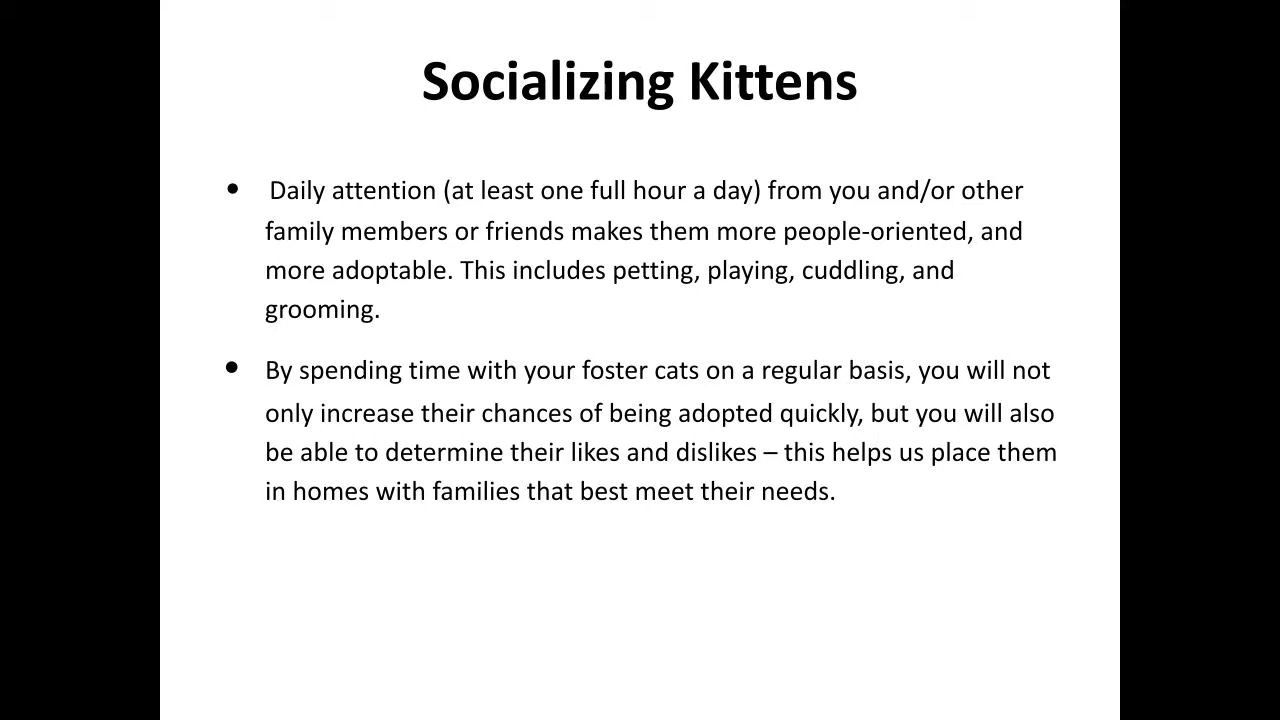 Socializing Kittens
• Daily attention (at least one full hour a day) from you and/or other
family members or friends makes them more people-oriented, and
more adoptable. This includes petting, playing, cuddling, and
grooming.
• By spending time with your foster cats on a regular basis, you will not
only increase their chances of being adopted quickly, but you will also
be able to determine their likes and dislikes – this helps us place them
in homes with families that best meet their needs.